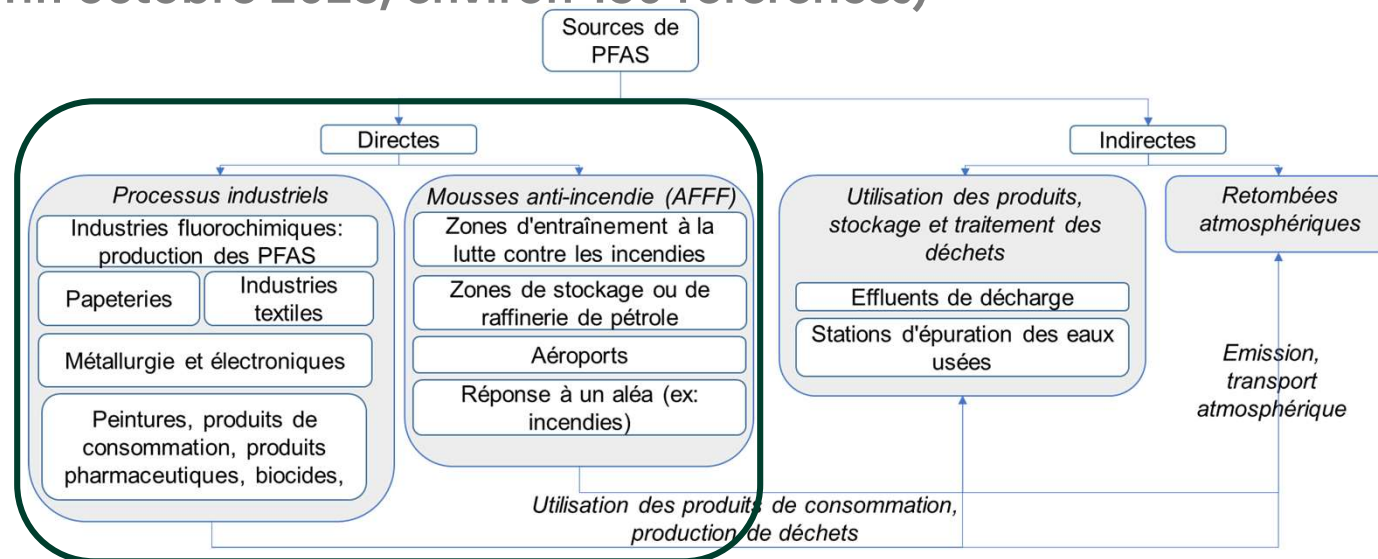 Sources de
PFAS
Directes
Indirectes
Processus industriels
Industries fluorochimiques:
production des PFAS
Papeteries
Industries
textiles
Métallurgie et électroniques
Peintures, produits de
consommation, produits
pharmaceutiques, biocides,
Mousses anti-incendie (AFFF)
Zones d'entraînement à la
lutte contre les incendies
Zones de stockage ou de
raffinerie de pétrole
Aéroports
Réponse à un aléa (ex:
incendies)
Utilisation des produits,
stockage et traitement des
déchets
Effluents de décharge
Stations d'épuration des eaux
usées
Retombées
atmosphériques
Emission,
transport
atmosphérique
Utilisation des produits de consommation,
production de déchets